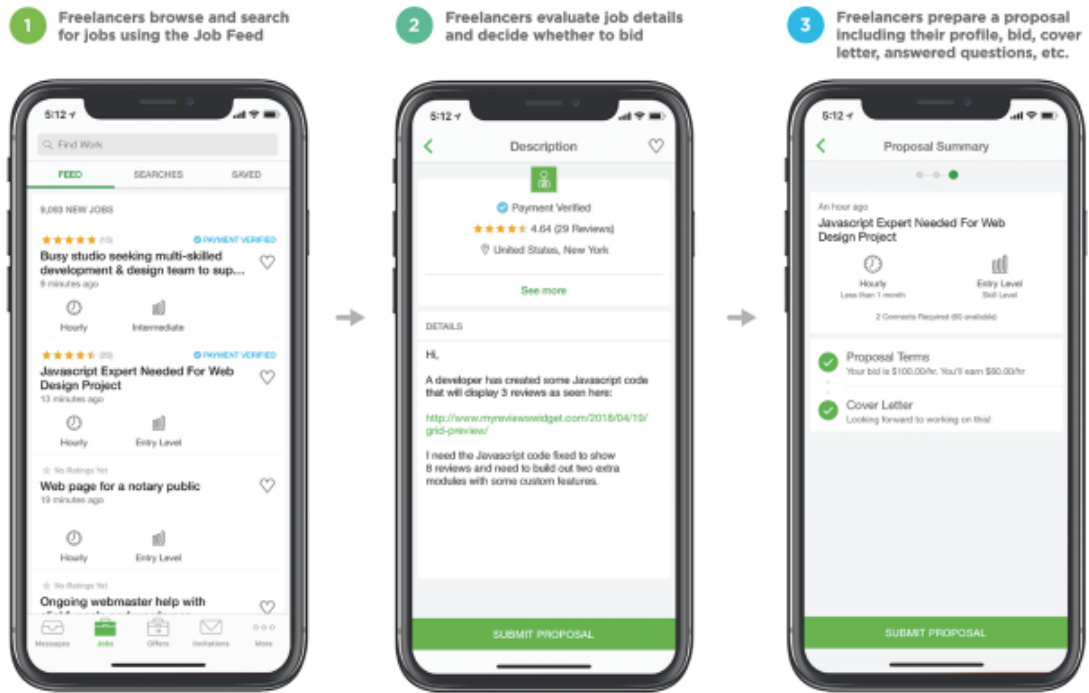 1
Freelancers browse and search
for jobs using the Job Feed
5:12
Find Work
FEED SEARCHES SAVED
9,093 NEW JOBS
PAYMENT VERIFIED
Busy studio seeking multi-skilled
development & design team to sup...
9 minutes ago
Hourly Intermediate
PAYMENT VERIFIED
Javascript Expert Needed For Web
Design Project
13 minutes ago
Hourly Entry Level
No Ratings Yet
Web page for a notary public
19 minutes ago
Hourly Entry Level
No Ratings Yet
Ongoing webmaster help with
Messages Jobs Offers Invitations More
2
Freelancers evaluate job details
and decide whether to bid
5:12
Description
Payment Verified
4.64 (29 Reviews)
United States, New York
See more
DETAILS
Hi,
A developer has created some Javascript code
that will display 3 reviews as seen here:
http://www.myreviewswidget.com/2018/04/19/
grid-preview/
I need the Javascript code fixed to show
8 reviews and need to build out two extra
modules with some custom features.
SUBMIT PROPOSAL
3
Freelancers prepare a proposal
including their profile, bid, cover
letter, answered questions, etc.
5:12
Proposal Summary
An hour ago
Javascript Expert Needed For Web
Design Project
Hourly Entry Level
Less than 1 month Skill Level
2 Connects Required (60 available)
Proposal Terms
Your bid is $100.00/hr. You'll earn $80.00/hr
Cover Letter
Looking forward to working on this!
SUBMIT PROPOSAL